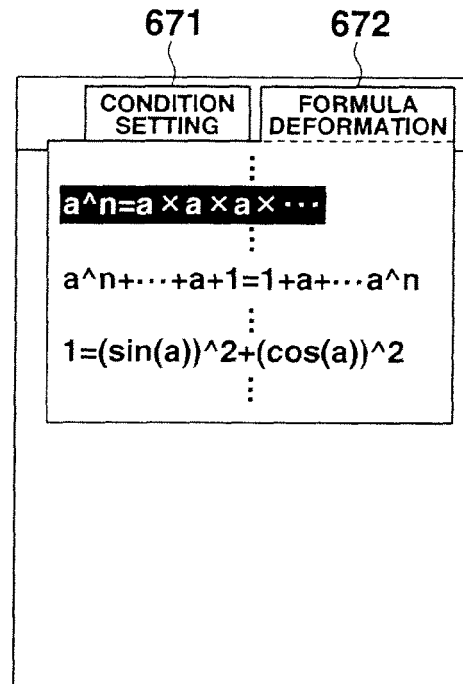 671 672
CONDITION SETTING
FORMULA DEFORMATION
a^n=a×a×a×···
a^n+···+a+1=1+a+···a^n
1=(sin(a))^2+(cos(a))^2